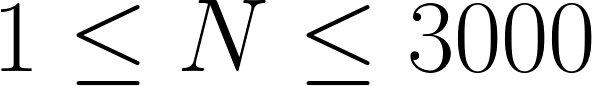 1 ≤ N ≤ 3000